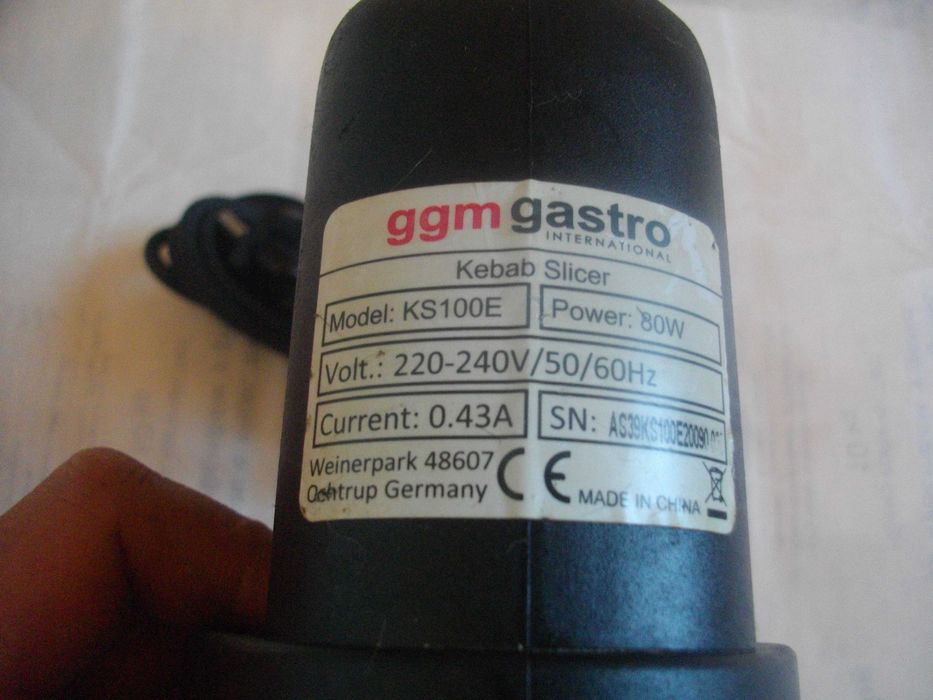 ggm gastro
INTERNATIONAL
Kebab Slicer
Model: KS100E
Power: 80W
Volt.: 220-240V/50/60Hz
Current: 0.43A
SN:
Weinerpark 48607
Ochtrup Germany
CE
MADE IN CHINA